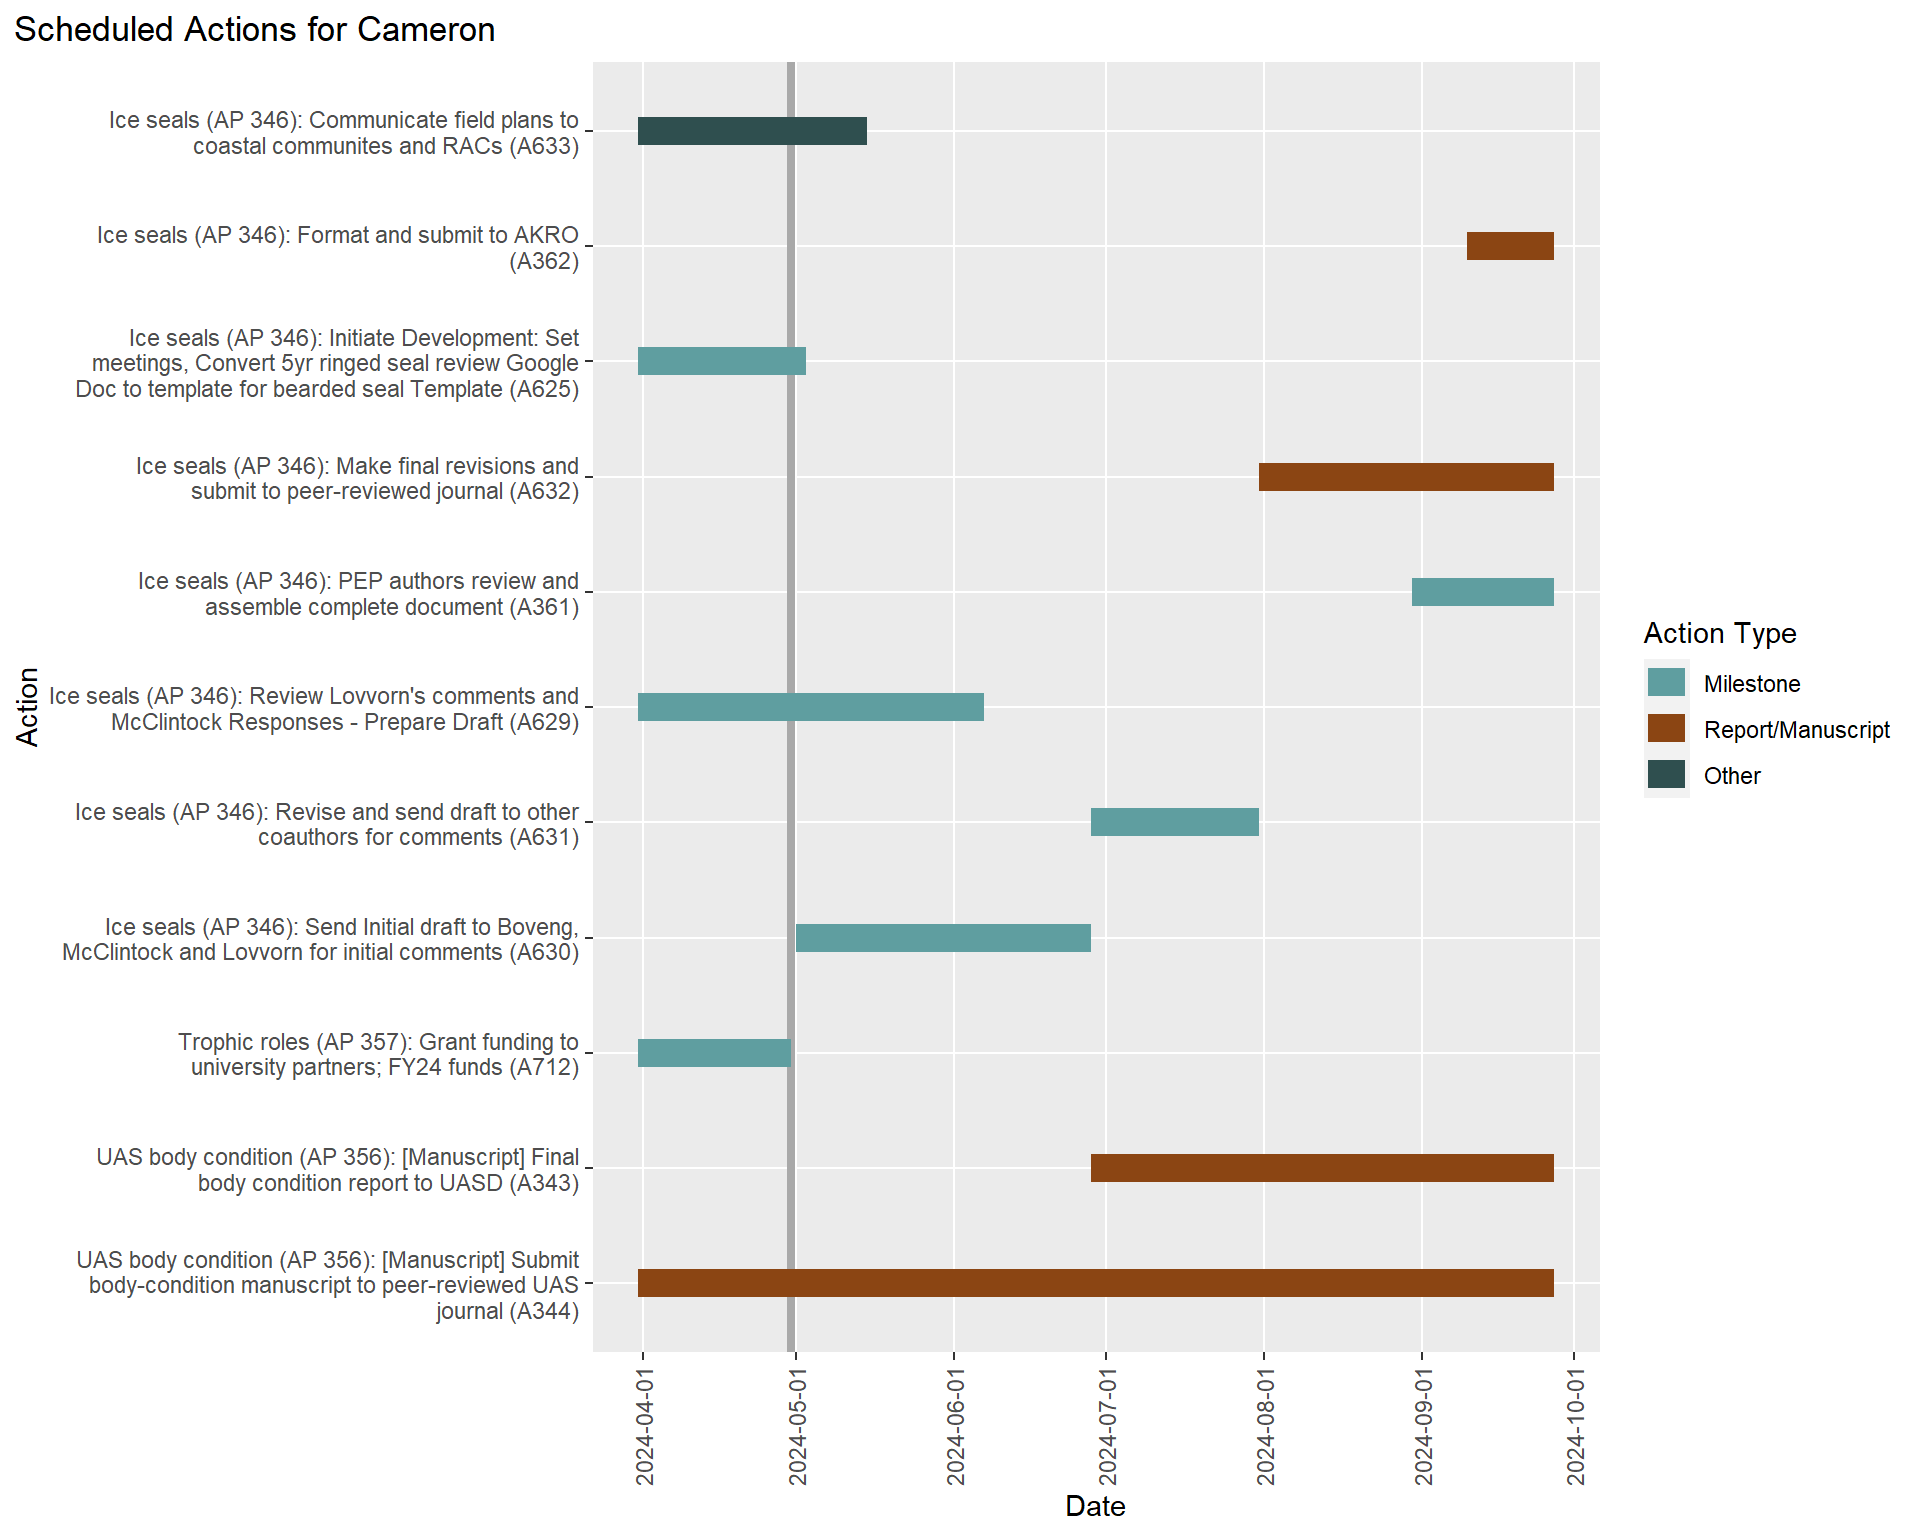 Scheduled Actions for Cameron
Ice seals (AP 346): Communicate field plans to
coastal communites and RACs (A633)
Ice seals (AP 346): Format and submit to AKRO
(A362)
Ice seals (AP 346): Initiate Development: Set
meetings, Convert 5yr ringed seal review Google
Doc to template for bearded seal Template (A625)
Ice seals (AP 346): Make final revisions and
submit to peer-reviewed journal (A632)
Ice seals (AP 346): PEP authors review and
assemble complete document (A361)
Ice seals (AP 346): Review Lovvorn's comments and
McClintock Responses - Prepare Draft (A629)
Ice seals (AP 346): Revise and send draft to other
coauthors for comments (A631)
Ice seals (AP 346): Send Initial draft to Boveng,
McClintock and Lovvorn for initial comments (A630)
Trophic roles (AP 357): Grant funding to
university partners; FY24 funds (A712)
UAS body condition (AP 356): [Manuscript] Final
body condition report to UASD (A343)
UAS body condition (AP 356): [Manuscript] Submit
body-condition manuscript to peer-reviewed UAS
journal (A344)
Action
2024-04-01
2024-05-01
2024-06-01
2024-07-01
2024-08-01
2024-09-01
2024-10-01
Date
Action Type
Milestone
Report/Manuscript
Other